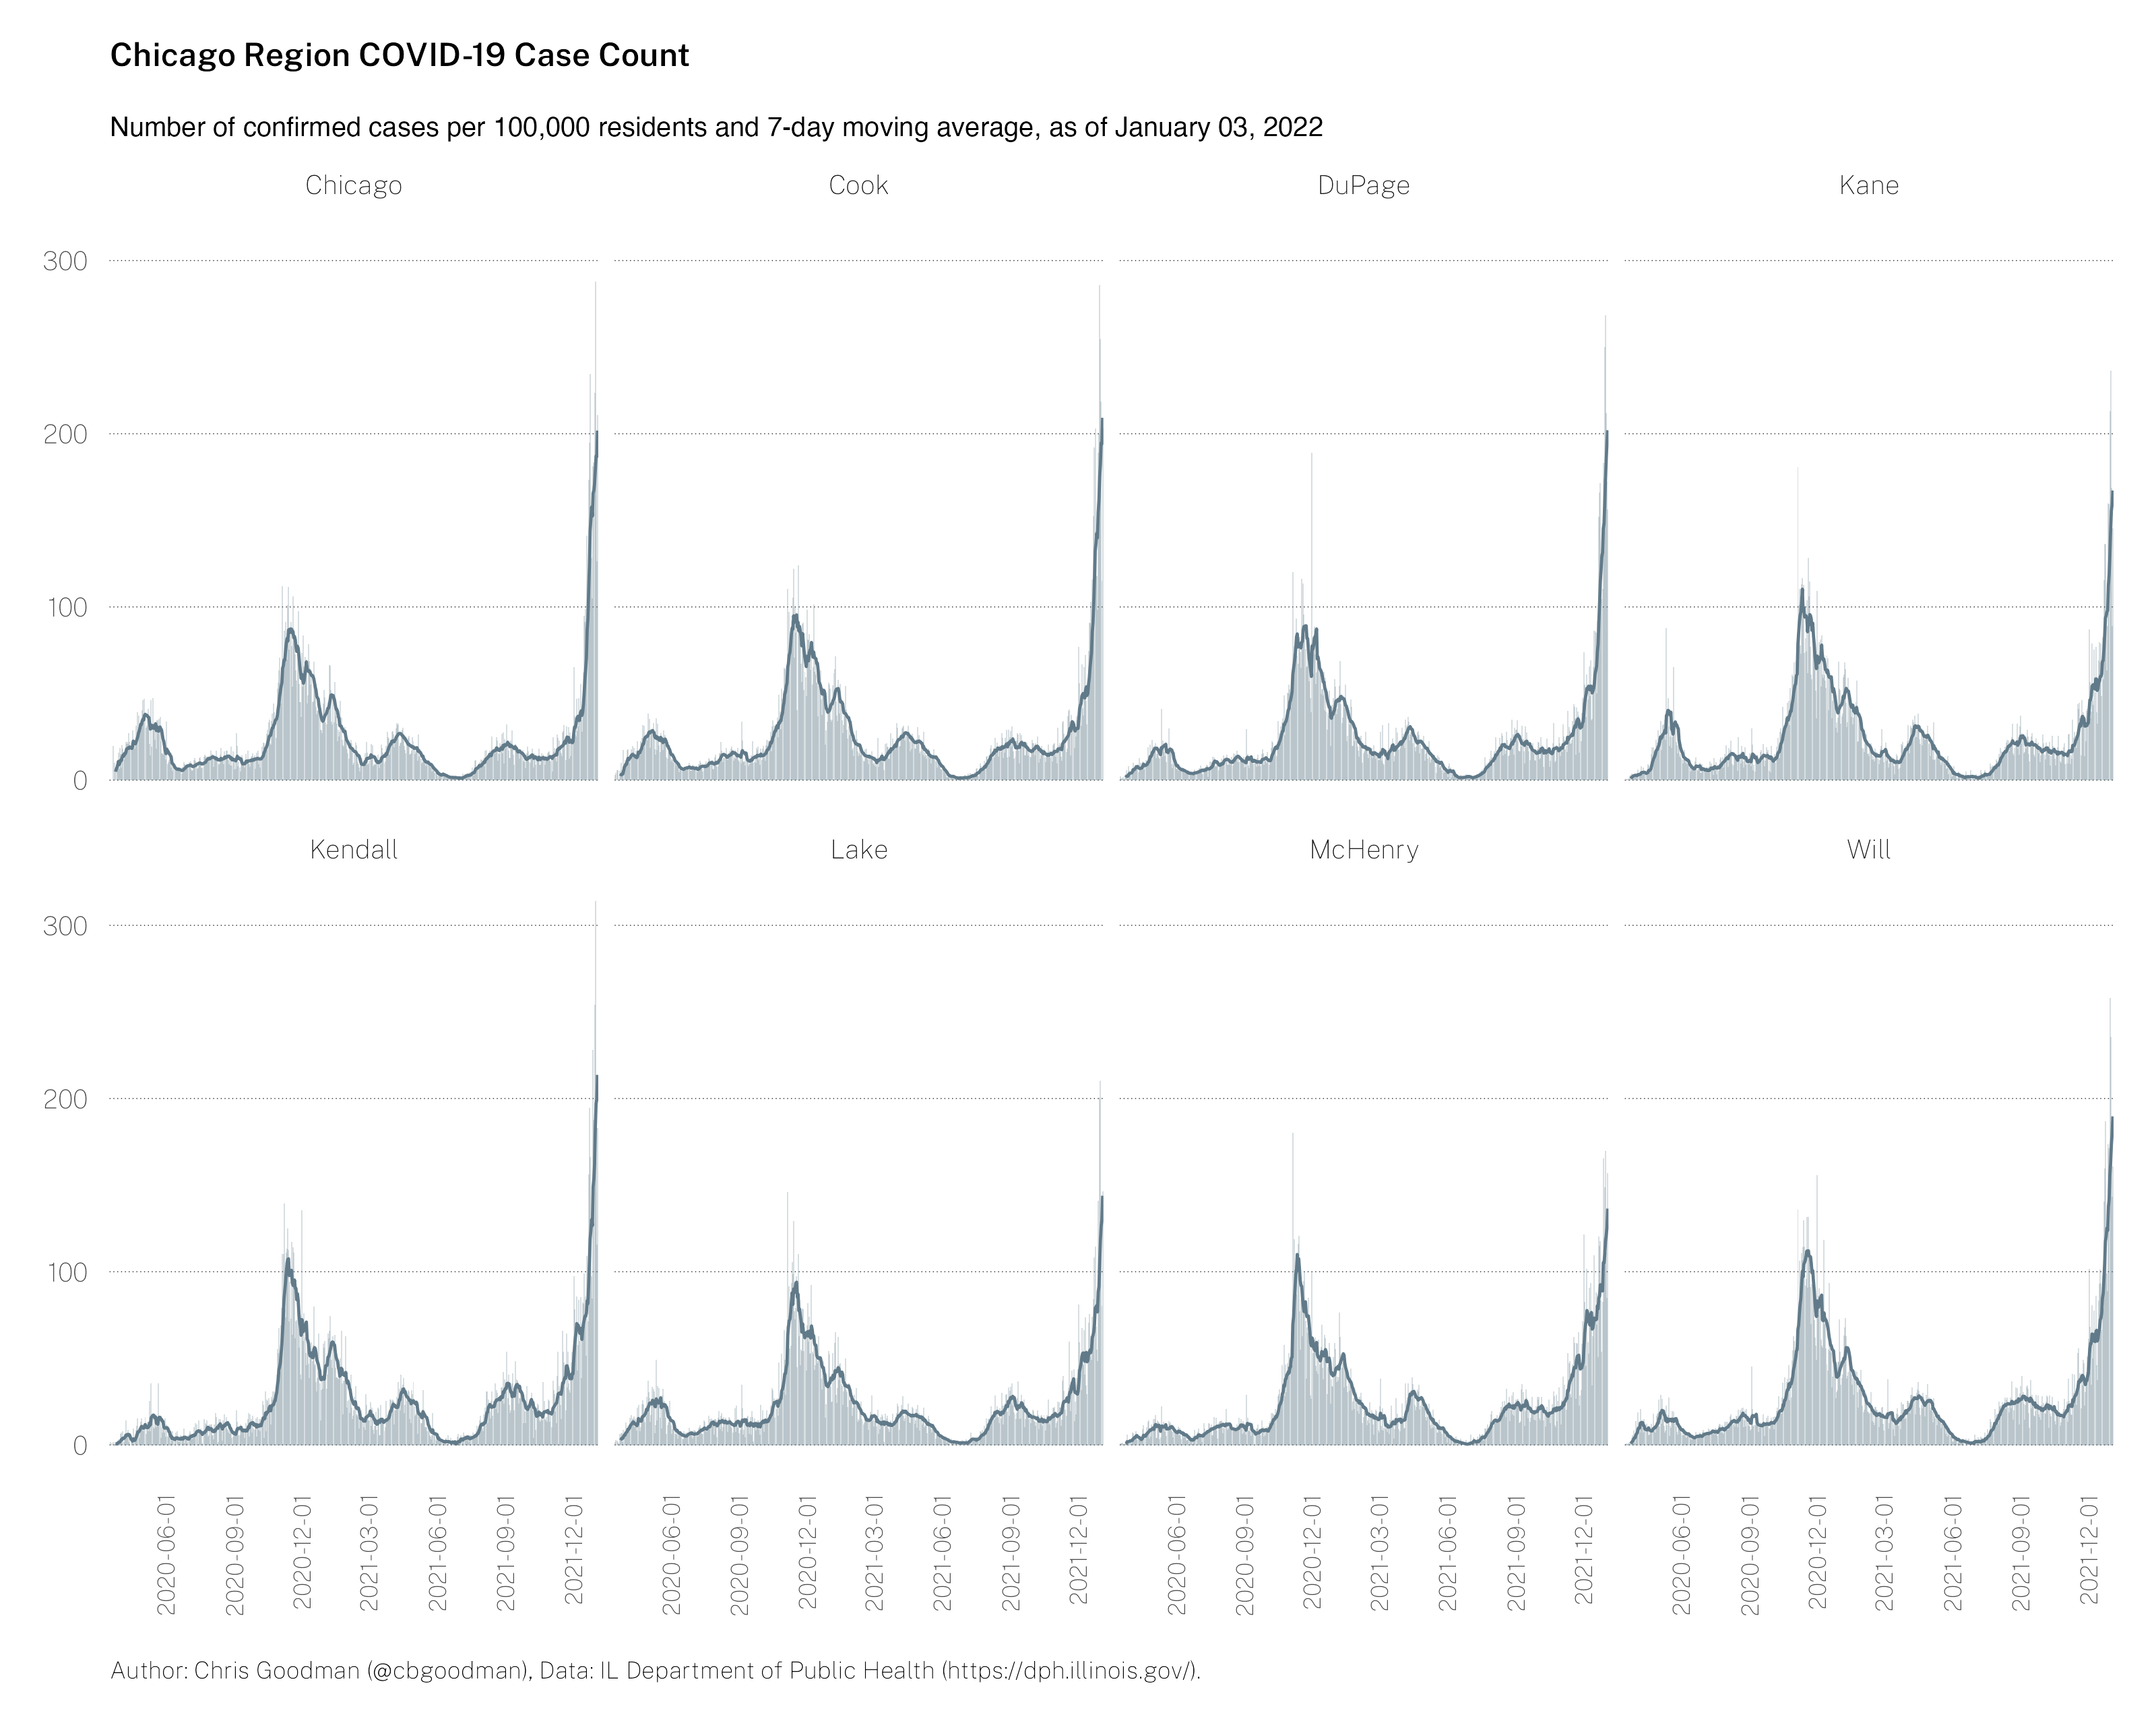 Chicago Region COVID-19 Case Count
Number of confirmed cases per 100,000 residents and 7-day moving average, as of January 03, 2022
Chicago Cook DuPage Kane
300
200
100
0
Kendall Lake McHenry Will
300
200
100
0
2020-06-01 2020-09-01 2020-12-01 2021-03-01 2021-06-01 2021-09-01 2021-12-01 2020-06-01 2020-09-01 2020-12-01 2021-03-01 2021-06-01 2021-09-01 2021-12-01 2020-06-01 2020-09-01 2020-12-01 2021-03-01 2021-06-01 2021-09-01 2021-12-01 2020-06-01 2020-09-01 2020-12-01 2021-03-01 2021-06-01 2021-09-01 2021-12-01
Author: Chris Goodman (@cbgoodman), Data: IL Department of Public Health (https://dph.illinois.gov/).